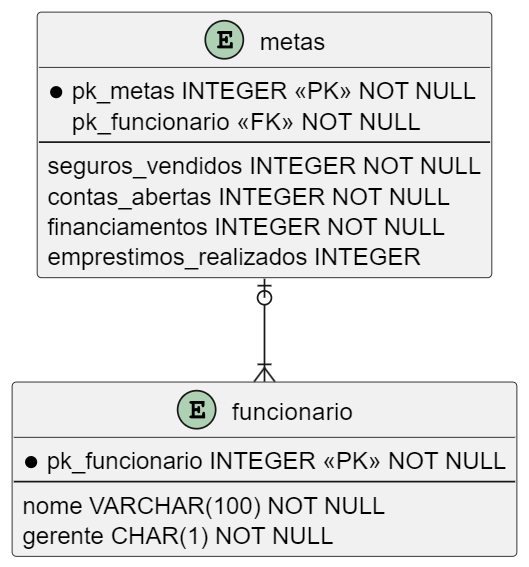 E metas
pk_metas INTEGER «PK» NOT NULL
pk_funcionario «FK» NOT NULL
seguros_vendidos INTEGER NOT NULL
contas_abertas INTEGER NOT NULL
financiamentos INTEGER NOT NULL
emprestimos_realizados INTEGER
E funcionario
pk_funcionario INTEGER «PK» NOT NULL
nome VARCHAR(100) NOT NULL
gerente CHAR(1) NOT NULL